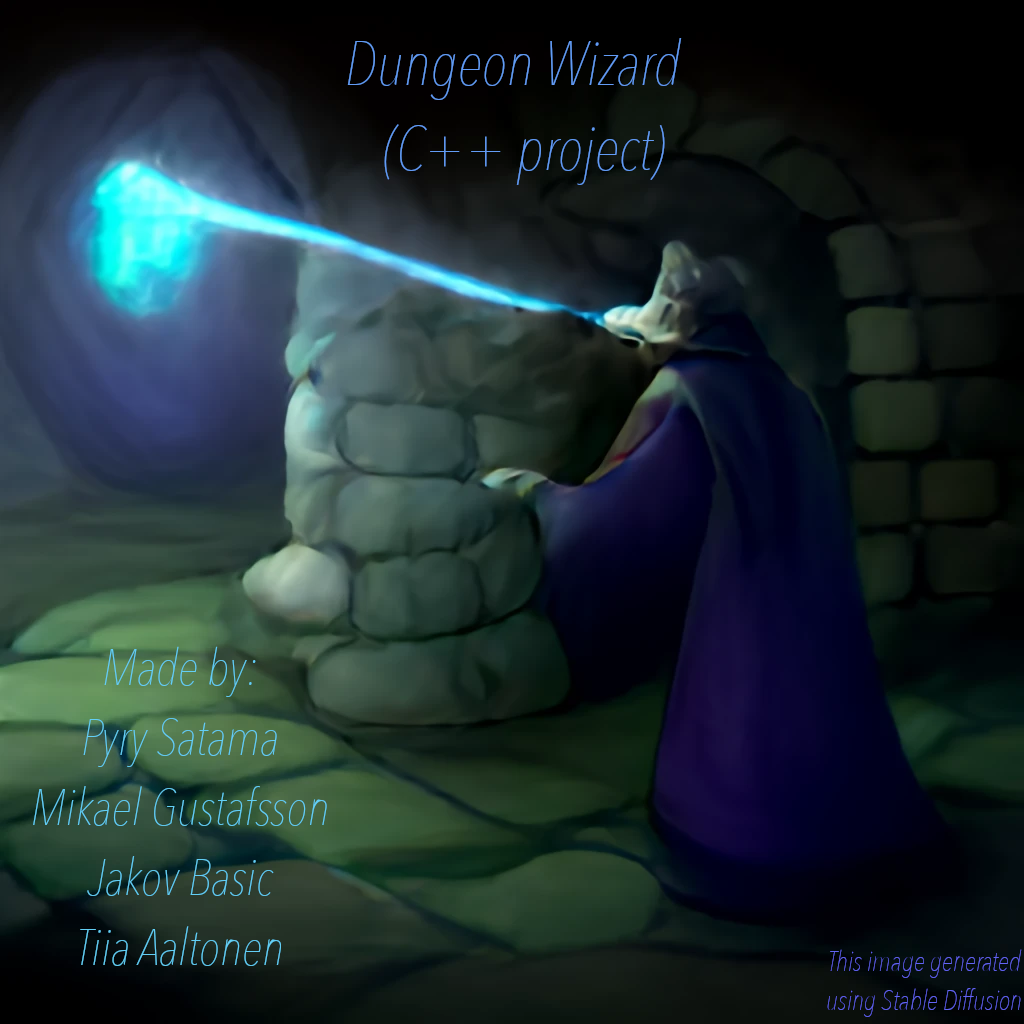 Dungeon Wizard
(C++ project)
Made by:
Pyry Satama
Mikael Gustafsson
Jakov Basic
Tiia Aaltonen
This image generated
using Stable Diffusion